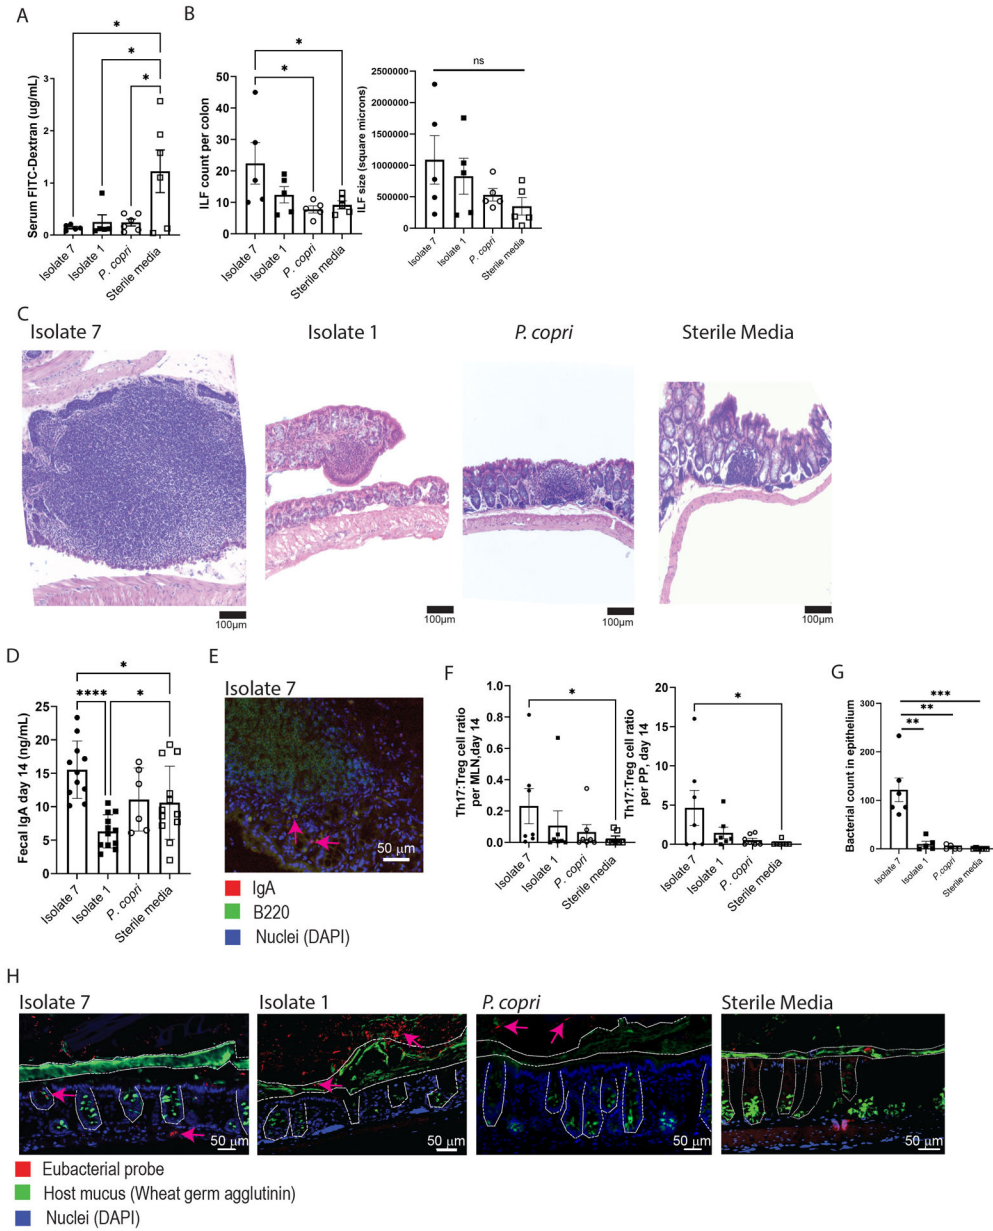 A
*
*
*
Serum FITC-Dextran (ug/mL)
3
2
1
0
Isolate 7
Isolate 1
P. copri
Sterile media
B
*
*
ILF count per colon
50
40
30
20
10
0
Isolate 7
Isolate 1
P. copri
Sterile media
ns
ILF size (square microns)
2500000
2000000
1500000
1000000
500000
0
Isolate 7
Isolate 1
P. copri
Sterile media
C
Isolate 7
Isolate 1
P. copri
Sterile Media
100µm
100µm
100µm
100µm
D
*
**** *
Fecal IgA day 14 (ng/mL)
25
20
15
10
5
0
Isolate 7
Isolate 1
P. copri
Sterile media
E
Isolate 7
50 µm
IgA
B220
Nuclei (DAPI)
F
*
Th17:Treg cell ratio
per MLN,day 14
1.0
0.8
0.6
0.4
0.2
0.0
Isolate 7
Isolate 1
P. copri
Sterile media
*
Th17:Treg cell ratio
per PP, day 14
20
15
10
5
0
Isolate 7
Isolate 1
P. copri
Sterile media
G
***
**
**
Bacterial count in epithelium
300
200
100
0
Isolate 7
Isolate 1
P.copri
Sterile media
H
Isolate 7
Isolate 1
P. copri
Sterile Media
50 µm
50 µm
50 µm
50 µm
Eubacterial probe
Host mucus (Wheat germ agglutinin)
Nuclei (DAPI)